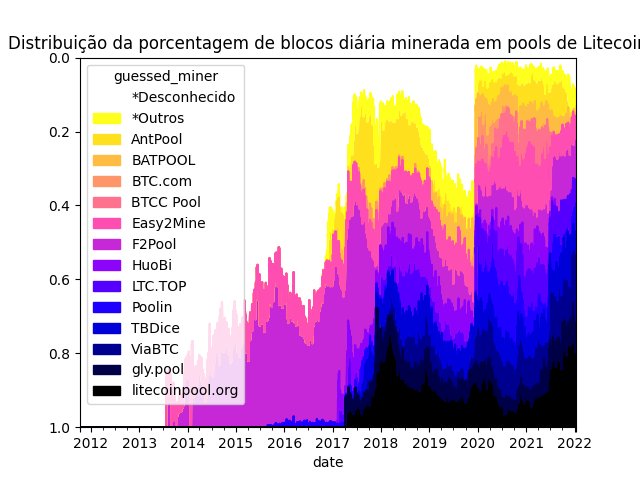 Distribuição da porcentagem de blocos diária minerada em pools de Litecoin
guessed_miner
*Desconhecido
*Outros
AntPool
BATPOOL
BTC.com
BTCC Pool
Easy2Mine
F2Pool
HuoBi
LTC.TOP
Poolin
TBDice
ViaBTC
gly.pool
litecoinpool.org
0.0
0.2
0.4
0.6
0.8
1.0
2012 2013 2014 2015 2016 2017 2018 2019 2020 2021 2022
date